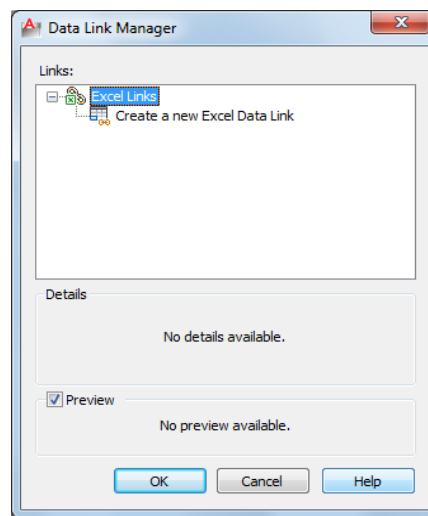 Data Link Manager
Links:
Excel Links
Create a new Excel Data Link
Details
No details available.
Preview
No preview available.
OK Cancel Help